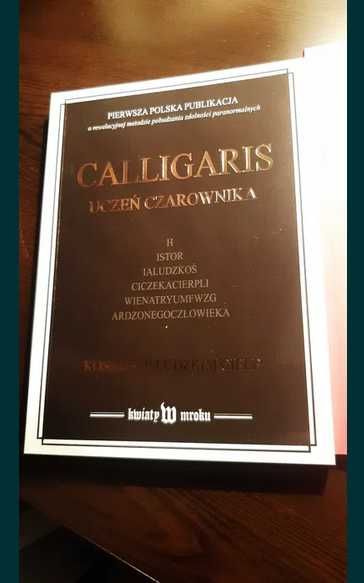 PIERWSZA POLSKA PUBLIKACJA
o rewolucyjnej metodzie pobudzania zdolności paranormalnych
CALLIGARIS
UCZEŃ CZAROWNIKA
H
ISTOR
IALUDZKOŚ
CICZEKACIERPLI
WIENATRYUMFWZG
ARDZONEGOCZŁOWIEKA
kwiaty mroku